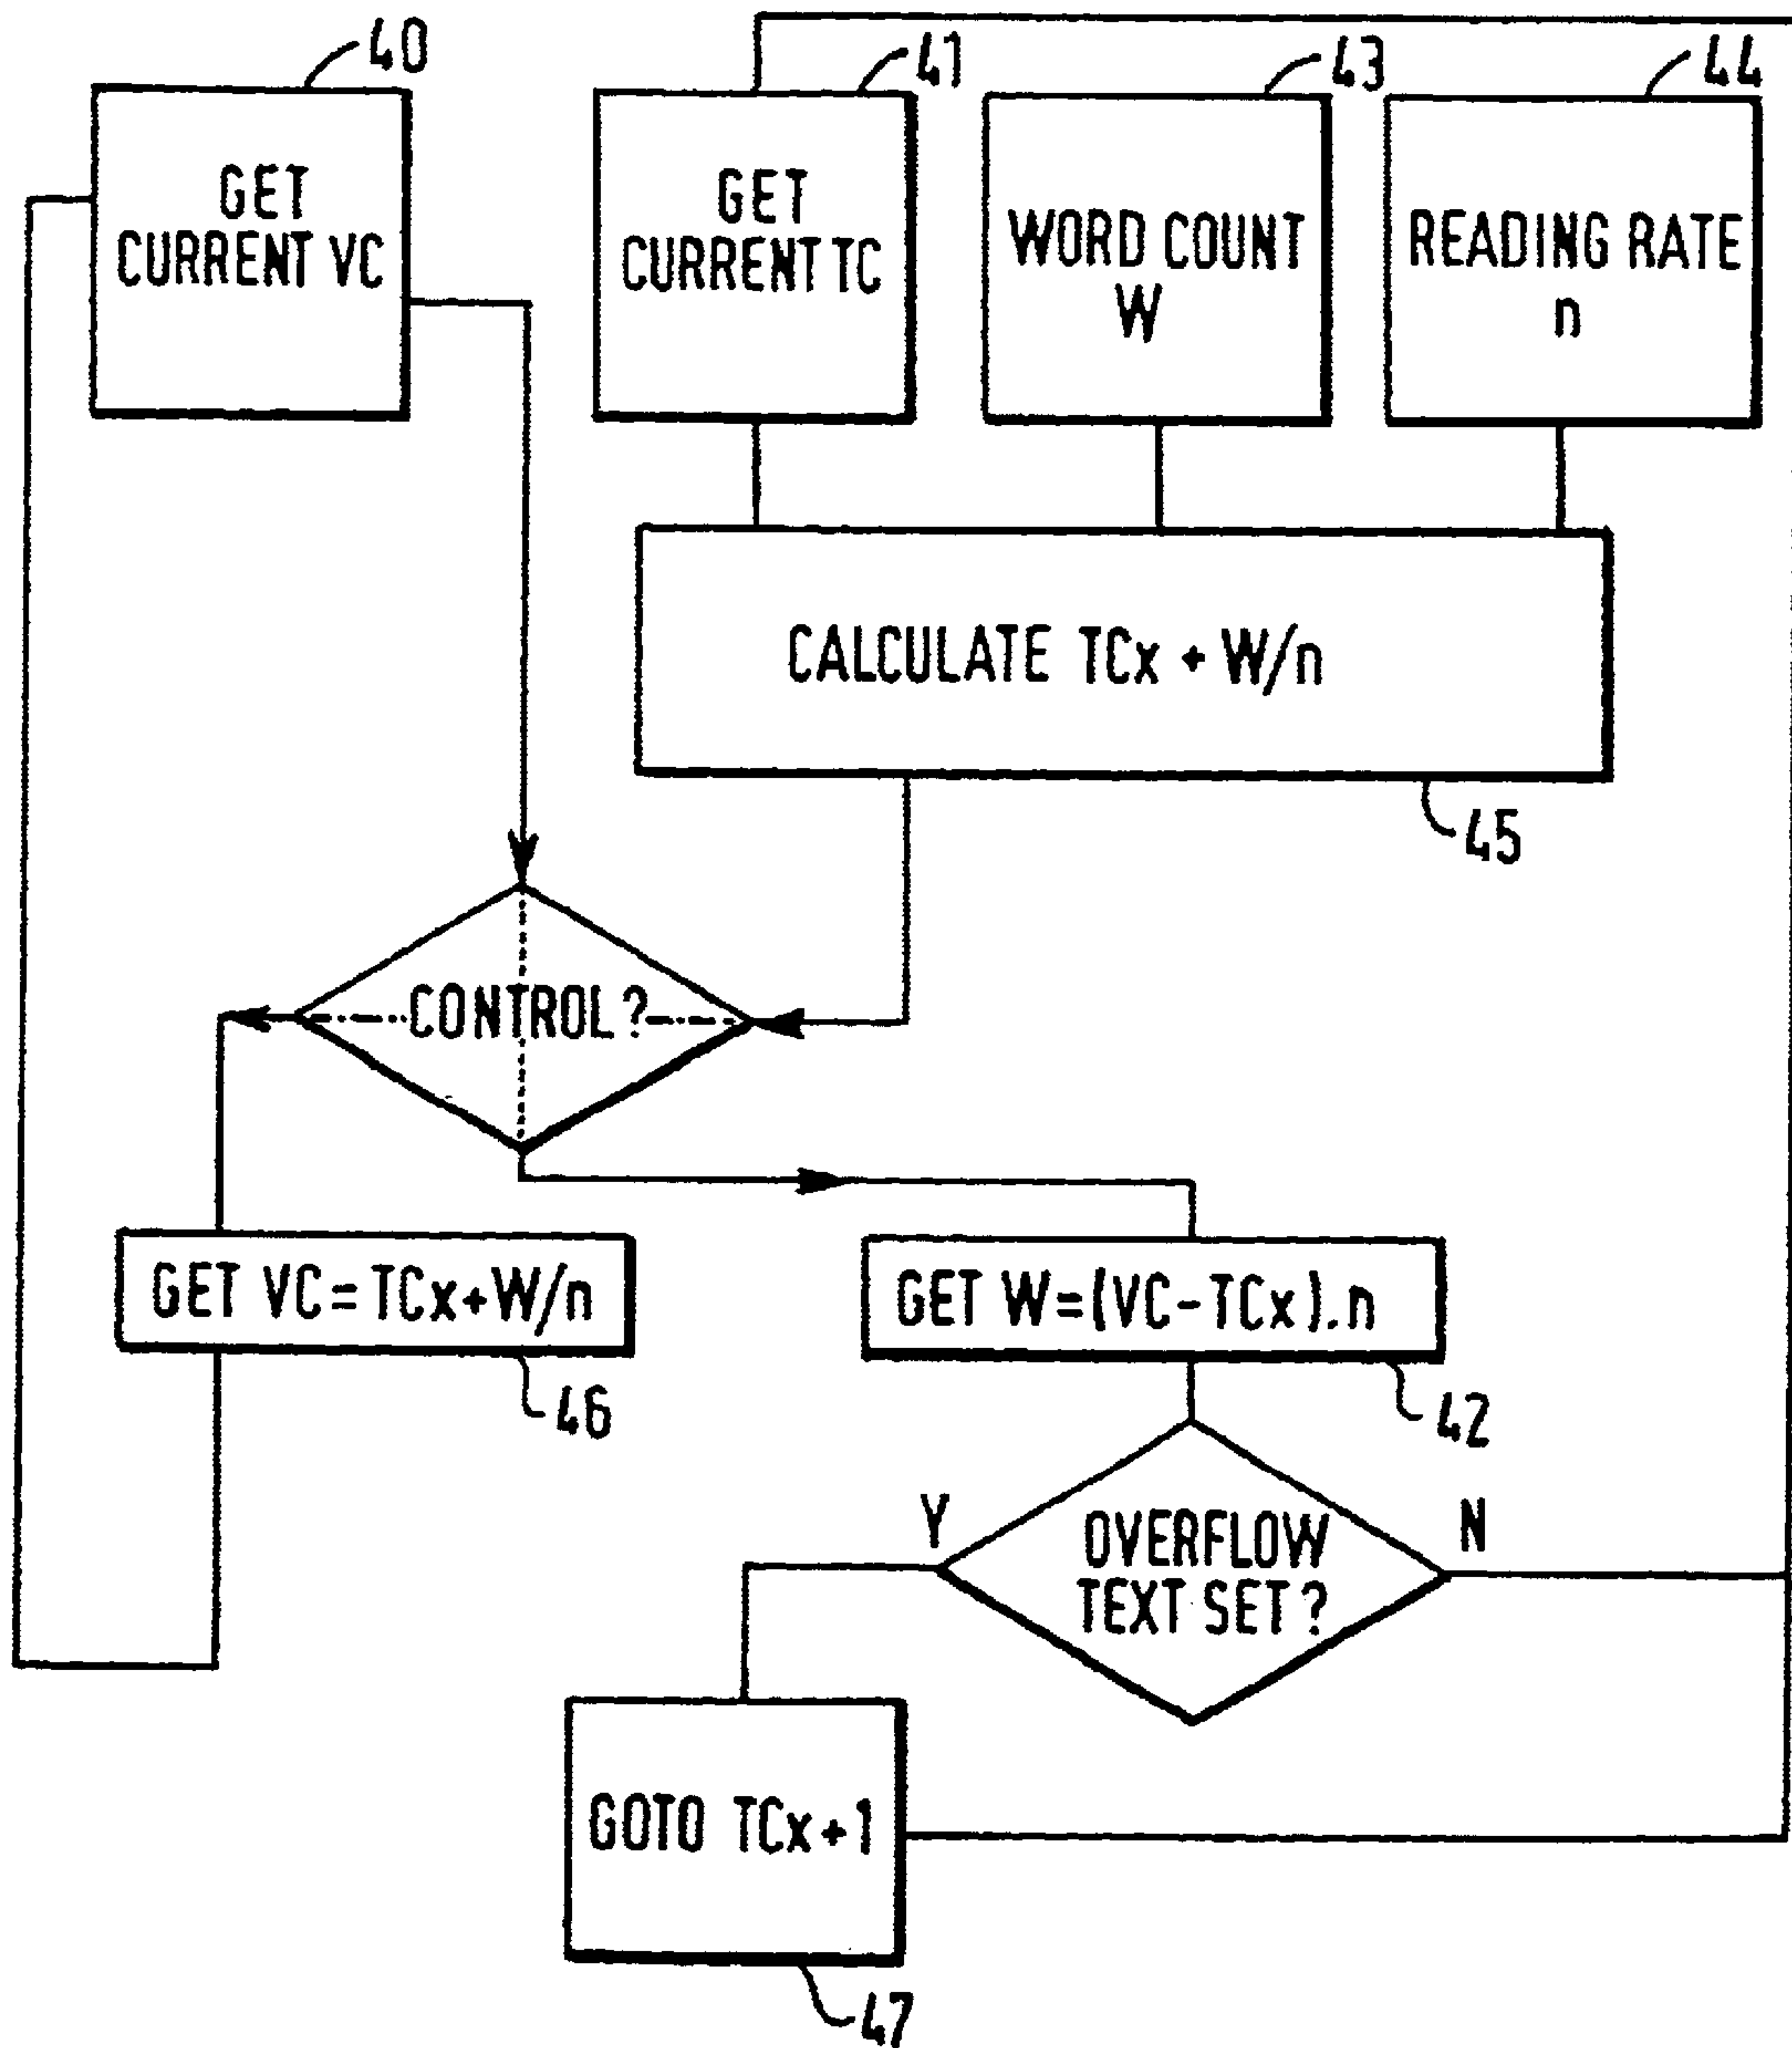 40
41
43
44
GET
CURRENT VC
GET
CURRENT TC
WORD COUNT
W
READING RATE
n
CALCULATE TCx + W/n
45
CONTROL?
GET VC=TCx+W/n
46
GET W=(VC-TCx).n
42
Y
N
OVERFLOW
TEXT SET?
GOTO TCx+1
47